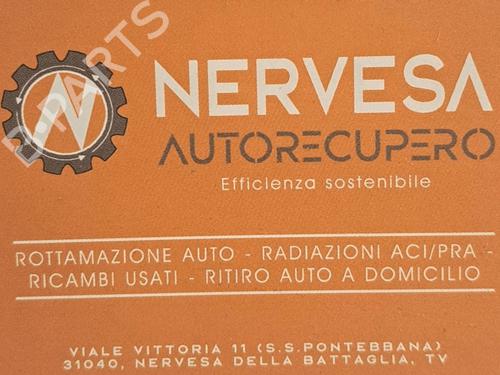 B-PARTS
NERVESA
AUTORECUPERO
Efficienza sostenibile
ROTTAMAZIONE AUTO - RADIAZIONI ACI/PRA -
RICAMBI USATI - RITIRO AUTO A DOMICILIO
VIALE VITTORIA 11 (S.S.PONTEBBANA)
31040, NERVESA DELLA BATTAGLIA, TV